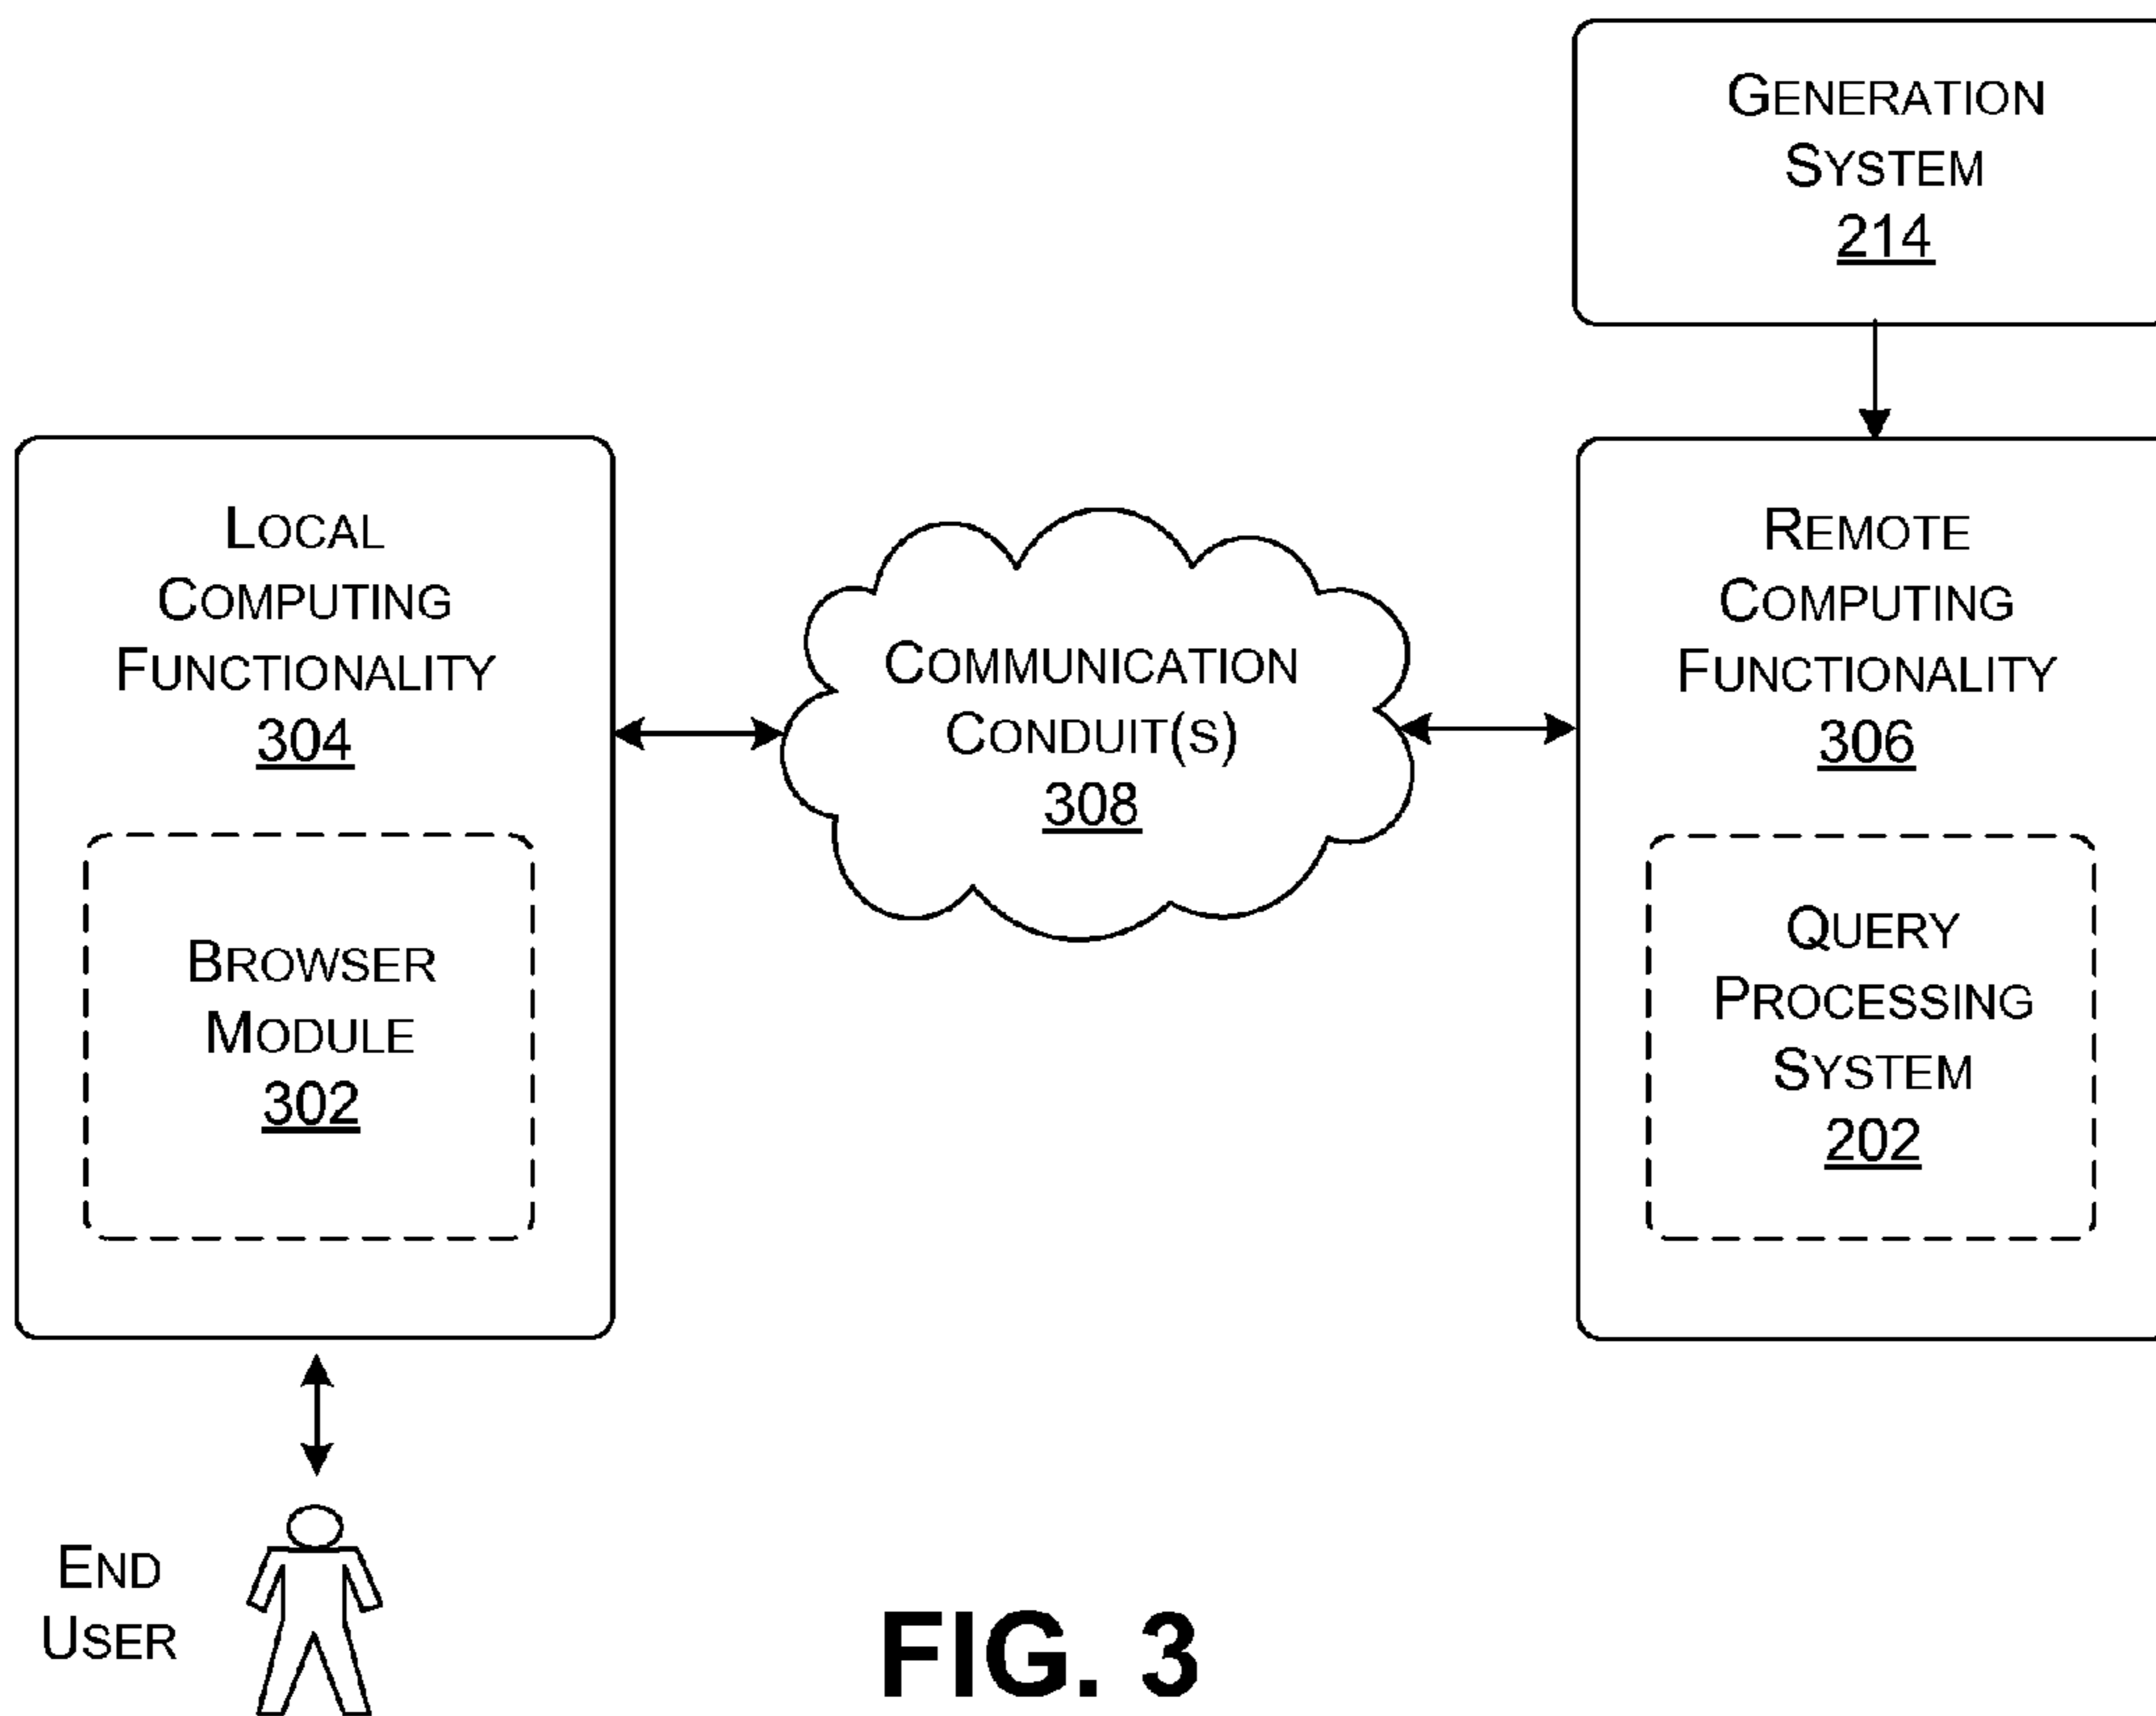 GENERATION
SYSTEM
214
LOCAL
COMPUTING
FUNCTIONALITY
304
BROWSER
MODULE
302
COMMUNICATION
CONDUIT(S)
308
REMOTE
COMPUTING
FUNCTIONALITY
306
QUERY
PROCESSING
SYSTEM
202
END
USER
FIG. 3